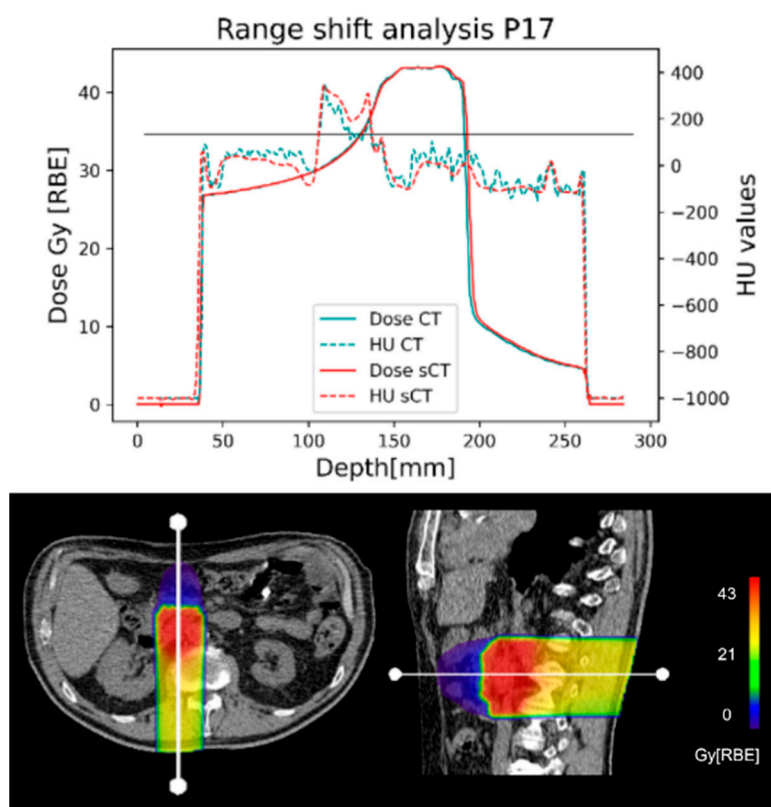 Range shift analysis P17
Dose Gy [RBE]
40
30
20
10
0
400
200
0
−200
−400
−600
−800
−1000
HU values
Dose CT
HU CT
Dose sCT
HU sCT
0 50 100 150 200 250 300
Depth[mm]
43
21
0
Gy[RBE]